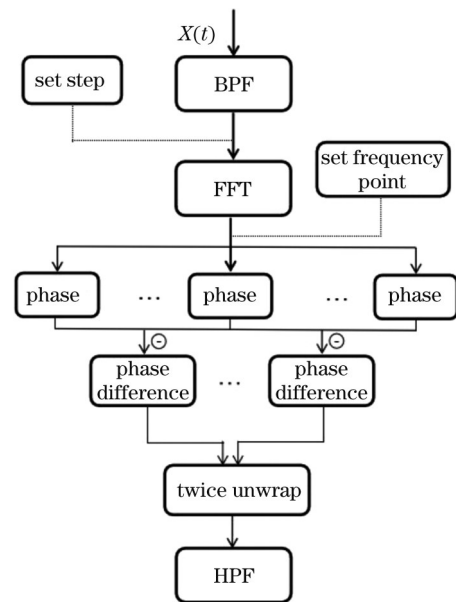 X(t)
set step
BPF
FFT
set frequency
point
phase ... phase ... phase
⊖ ⊖
phase
difference
...
phase
difference
twice unwrap
HPF